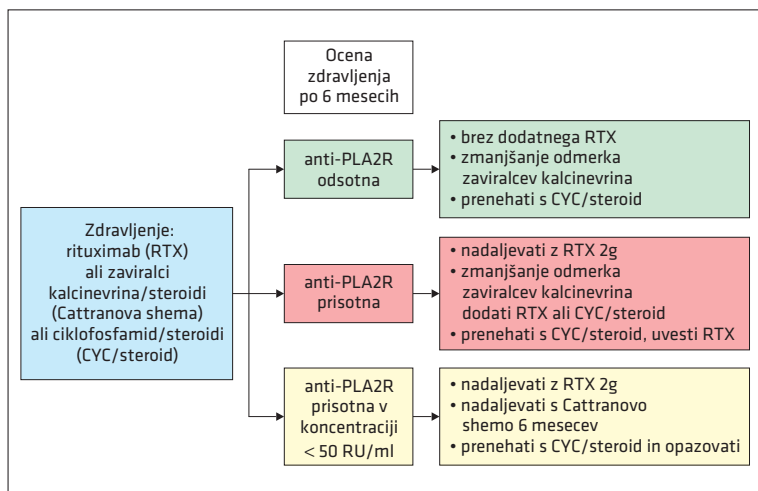 Ocena
zdravljenja
po 6 mesecih
anti-PLA2R
odsotna
• brez dodatnega RTX
• zmanjšanje odmerka
zaviralcev kalcinevrina
• prenehati s CYC/steroid
Zdravljenje:
rituximab (RTX)
ali zaviralci
kalcinevrina/steroidi
(Cattranova shema)
ali ciklofosfamid/steroidi
(CYC/steroid)
anti-PLA2R
prisotna
• nadaljevati z RTX 2g
• zmanjšanje odmerka
zaviralcev kalcinevrina
dodati RTX ali CYC/steroid
• prenehati s CYC/steroid, uvesti RTX
anti-PLA2R
prisotna v
koncentraciji
< 50 RU/ml
• nadaljevati z RTX 2g
• nadaljevati s Cattranovo
shemo 6 mesecev
• prenehati s CYC/steroid in opazovati